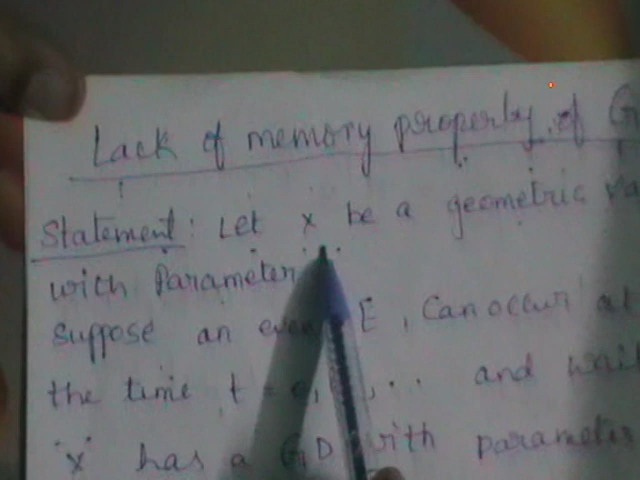 Lack of memory property of G
Statement: Let x be a geometric
with Parameter
Suppose an E, can occur at
the time t and
"x" has a GD with parameter